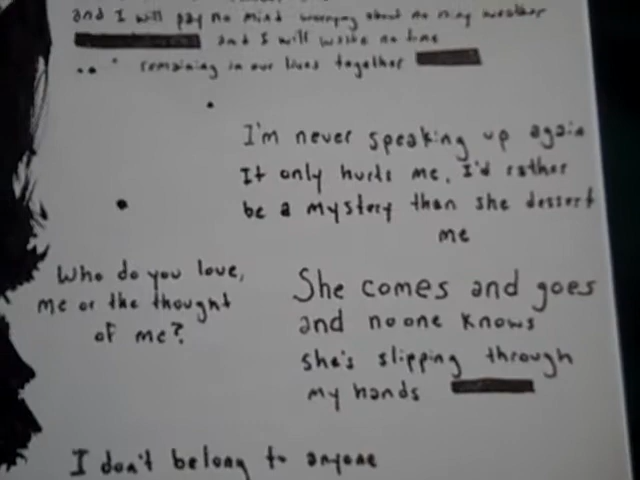 and I will pay no mind worrying about no rainy weather
and I will waste no time
remaining in our lives together
I'm never speaking up again
It only hurts me, I'd rather
be a mystery than she dessert
me
Who do you love,
me or the thought
of me?
She comes and goes
and no one knows
she's slipping through
my hands
I don't belong to anyone